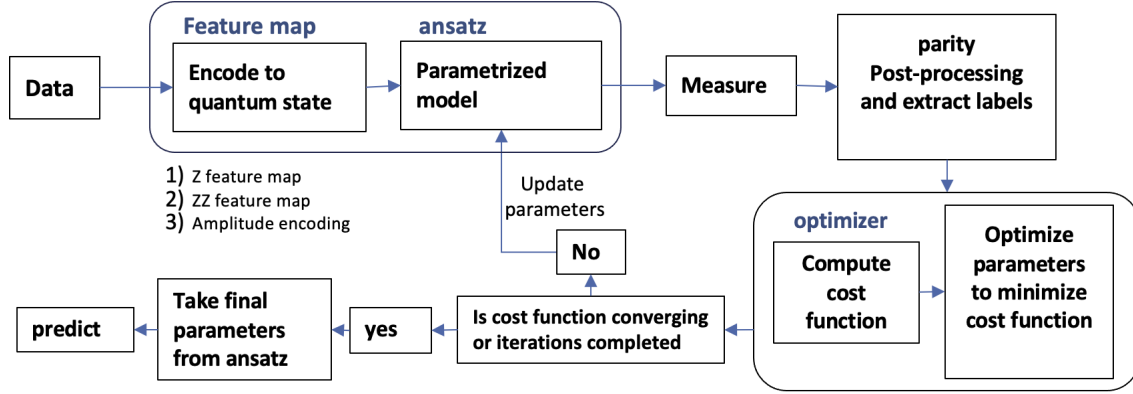 Feature map
ansatz
Data
Encode to
quantum state
Parametrized
model
Measure
parity
Post-processing
and extract labels
1) Z feature map
2) ZZ feature map
3) Amplitude encoding
Update
parameters
optimizer
Compute
cost
function
Optimize
parameters
to minimize
cost function
No
Is cost function converging
or iterations completed
yes
Take final
parameters
from ansatz
predict